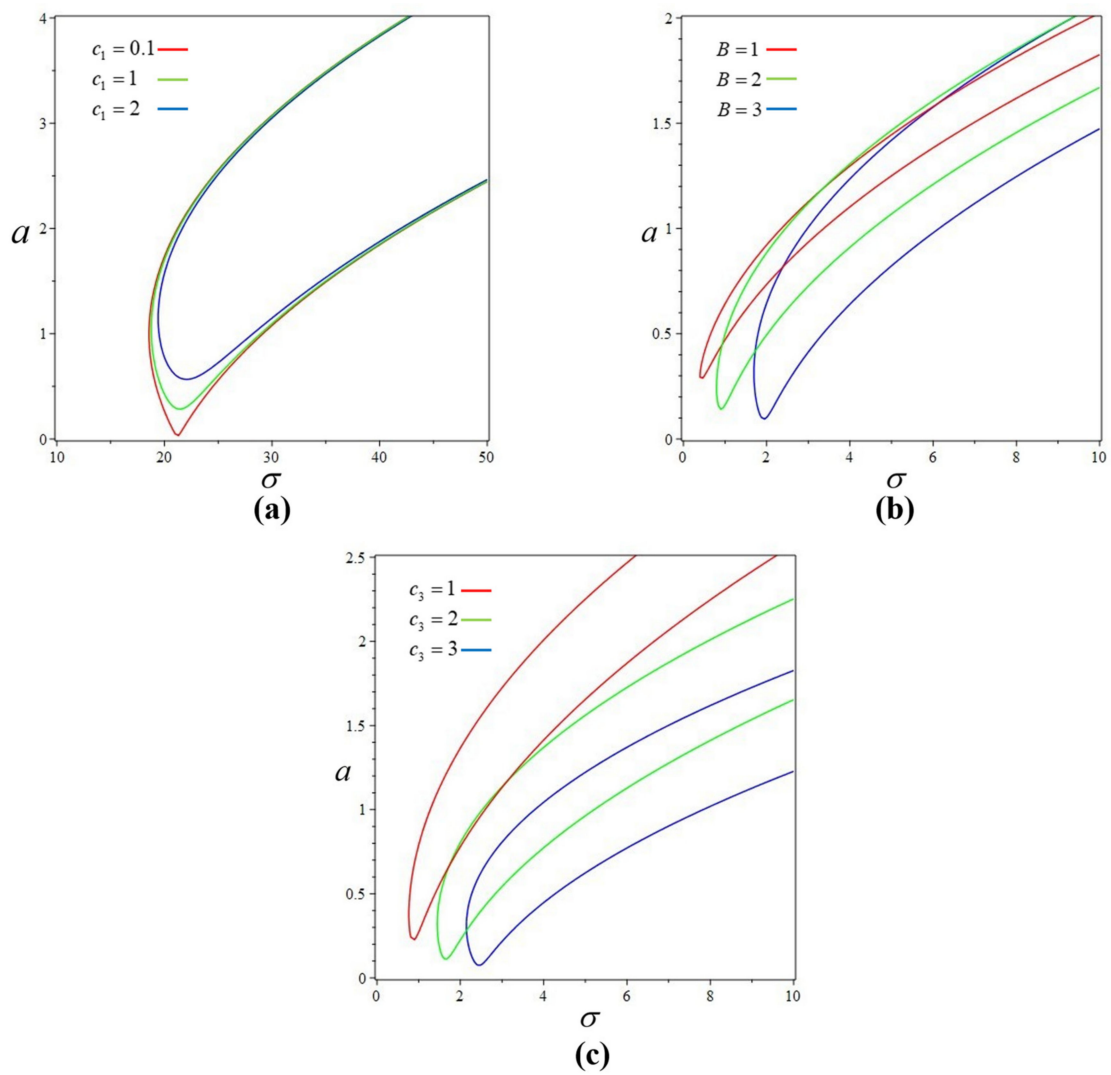 4
3
2
1
0
a
c₁ = 0.1
c₁ = 1
c₁ = 2
10 20 30 40 50
σ
(a)
2
1.5
1
0.5
0
a
B = 1
B = 2
B = 3
0 2 4 6 8 10
σ
(b)
2.5
2
1.5
1
0.5
0
a
c₃ = 1
c₃ = 2
c₃ = 3
0 2 4 6 8 10
σ
(c)